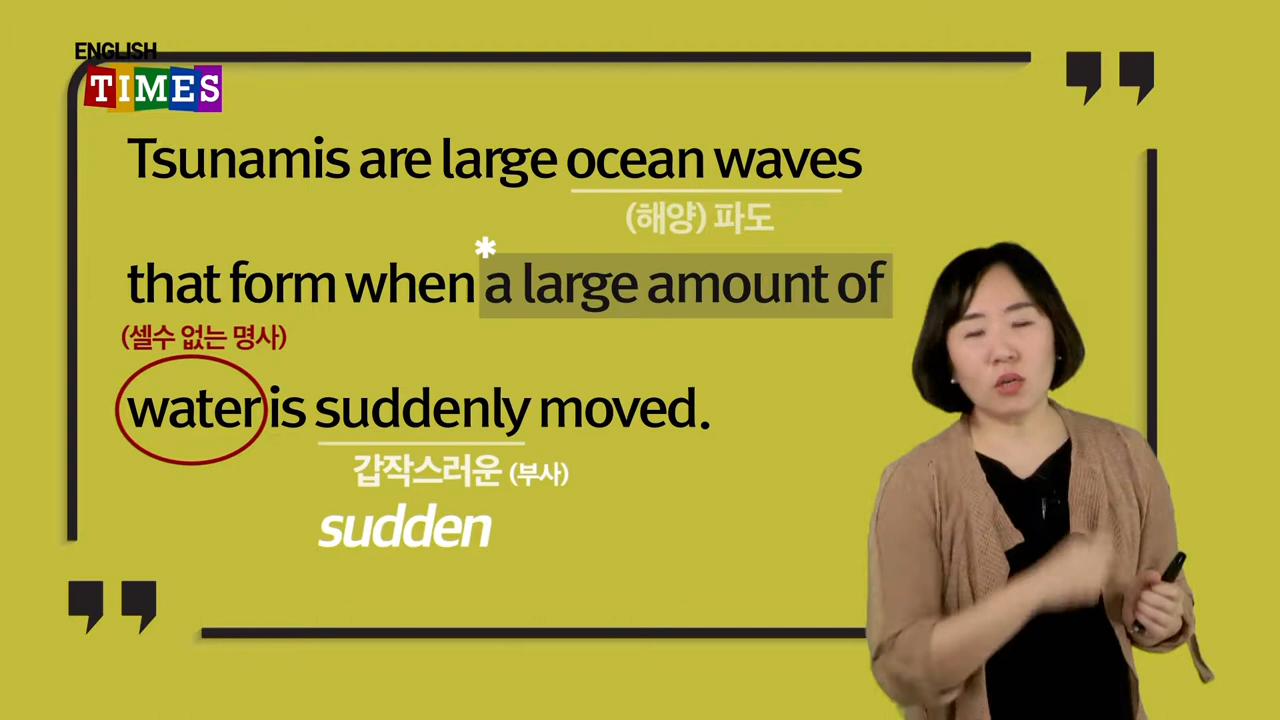 ENGLISH
TIMES
Tsunamis are large ocean waves
(해양) 파도
*
that form when a large amount of
(셀수 없는 명사)
water is suddenly moved.
갑작스러운 (부사)
sudden